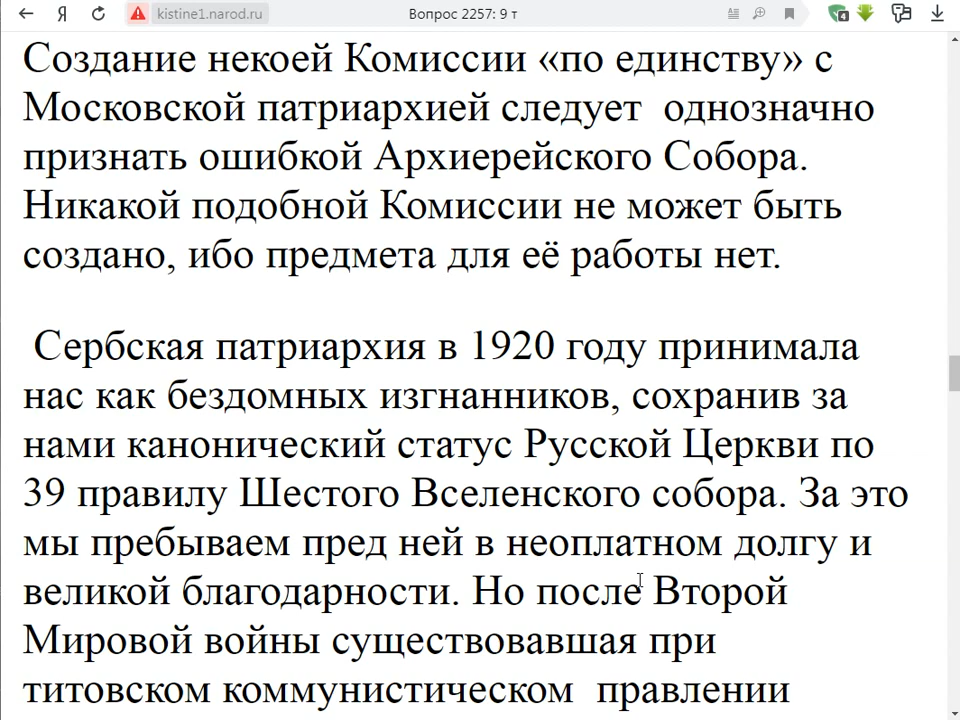 kistine1.narod.ru
Вопрос 2257: 9 т
4
Создание некоей Комиссии «по единству» с
Московской патриархией следует однозначно
признать ошибкой Архиерейского Собора.
Никакой подобной Комиссии не может быть
создано, ибо предмета для её работы нет.
Сербская патриархия в 1920 году принимала
нас как бездомных изгнанников, сохранив за
нами канонический статус Русской Церкви по
39 правилу Шестого Вселенского собора. За это
мы пребываем пред ней в неоплатном долгу и
великой благодарности. Но после Второй
Мировой войны существовавшая при
титовском коммунистическом правлении